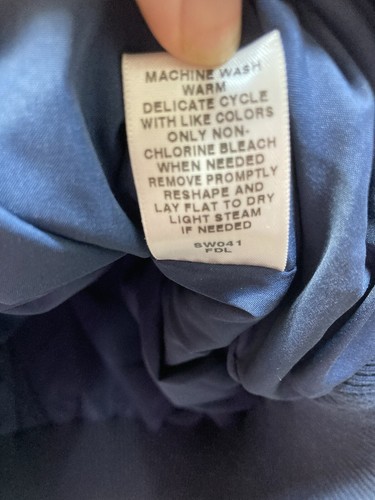 MACHINE WASH
WARM
DELICATE CYCLE
WITH LIKE COLORS
ONLY NON-
CHLORINE BLEACH
WHEN NEEDED
REMOVE PROMPTLY
RESHAPE AND
LAY FLAT TO DRY
LIGHT STEAM
IF NEEDED
SW041
FDL